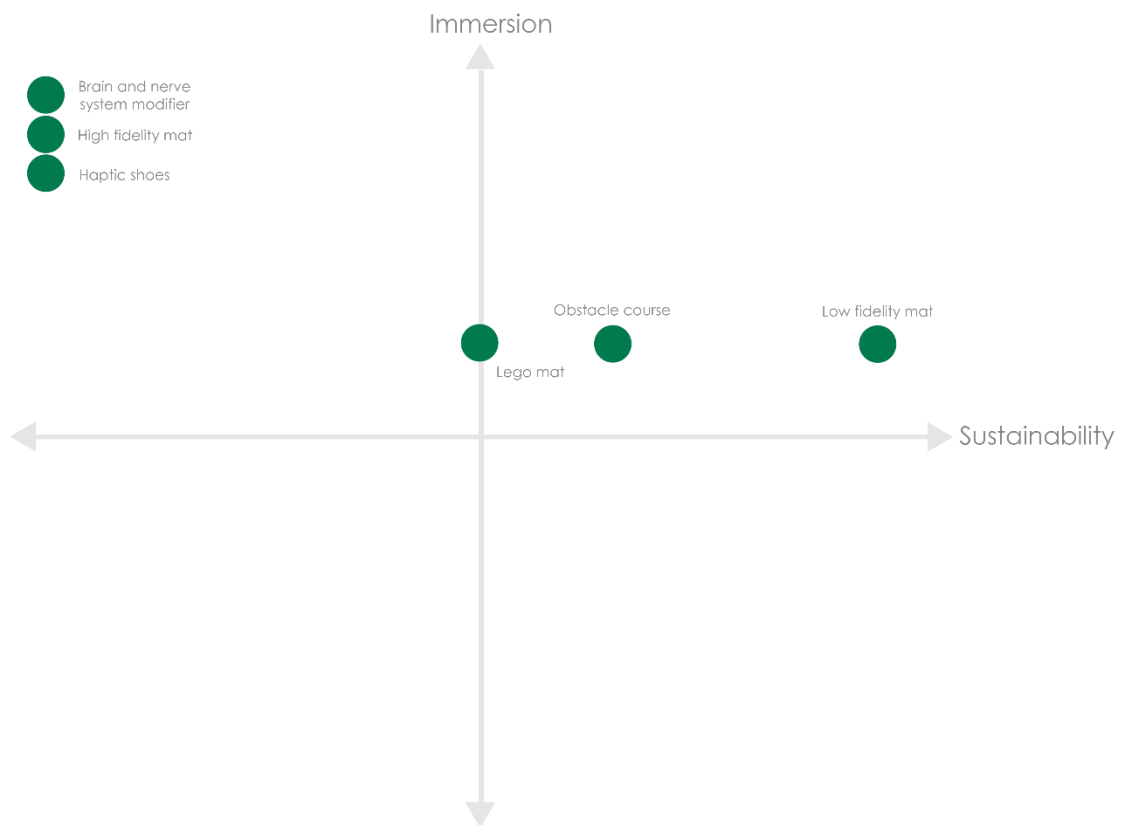 Immersion
Brain and nerve
system modifier
High fidelity mat
Haptic shoes
Obstacle course
Low fidelity mat
Lego mat
Sustainability